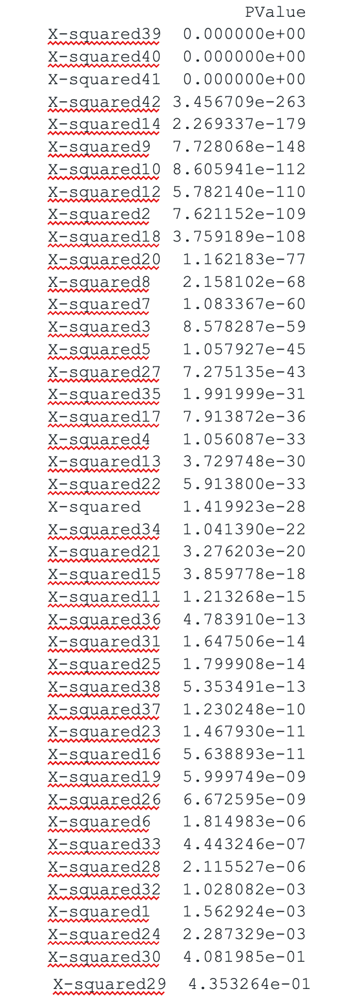 PValue
X-squared39 0.000000e+00
X-squared40 0.000000e+00
X-squared41 0.000000e+00
X-squared42 3.456709e-263
X-squared14 2.269337e-179
X-squared9 7.728068e-148
X-squared10 8.605941e-112
X-squared12 5.782140e-110
X-squared2 7.621152e-109
X-squared18 3.759189e-108
X-squared20 1.162183e-77
X-squared8 2.158102e-68
X-squared7 1.083367e-60
X-squared3 8.578287e-59
X-squared5 1.057927e-45
X-squared27 7.275135e-43
X-squared35 1.991999e-31
X-squared17 7.913872e-36
X-squared4 1.056087e-33
X-squared13 3.729748e-30
X-squared22 5.913800e-33
X-squared 1.419923e-28
X-squared34 1.041390e-22
X-squared21 3.276203e-20
X-squared15 3.859778e-18
X-squared11 1.213268e-15
X-squared36 4.783910e-13
X-squared31 1.647506e-14
X-squared25 1.799908e-14
X-squared38 5.353491e-13
X-squared37 1.230248e-10
X-squared23 1.467930e-11
X-squared16 5.638893e-11
X-squared19 5.999749e-09
X-squared26 6.672595e-09
X-squared6 1.814983e-06
X-squared33 4.443246e-07
X-squared28 2.115527e-06
X-squared32 1.028082e-03
X-squared1 1.562924e-03
X-squared24 2.287329e-03
X-squared30 4.081985e-01
X-squared29 4.353264e-01